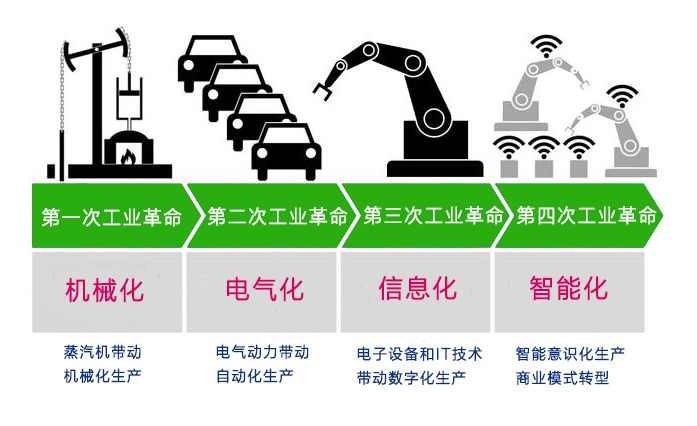 第一次工业革命
第二次工业革命
第三次工业革命
第四次工业革命
机械化
电气化
信息化
智能化
蒸汽机带动
机械化生产
电气动力带动
自动化生产
电子设备和IT技术
带动数字化生产
智能意识化生产
商业模式转型